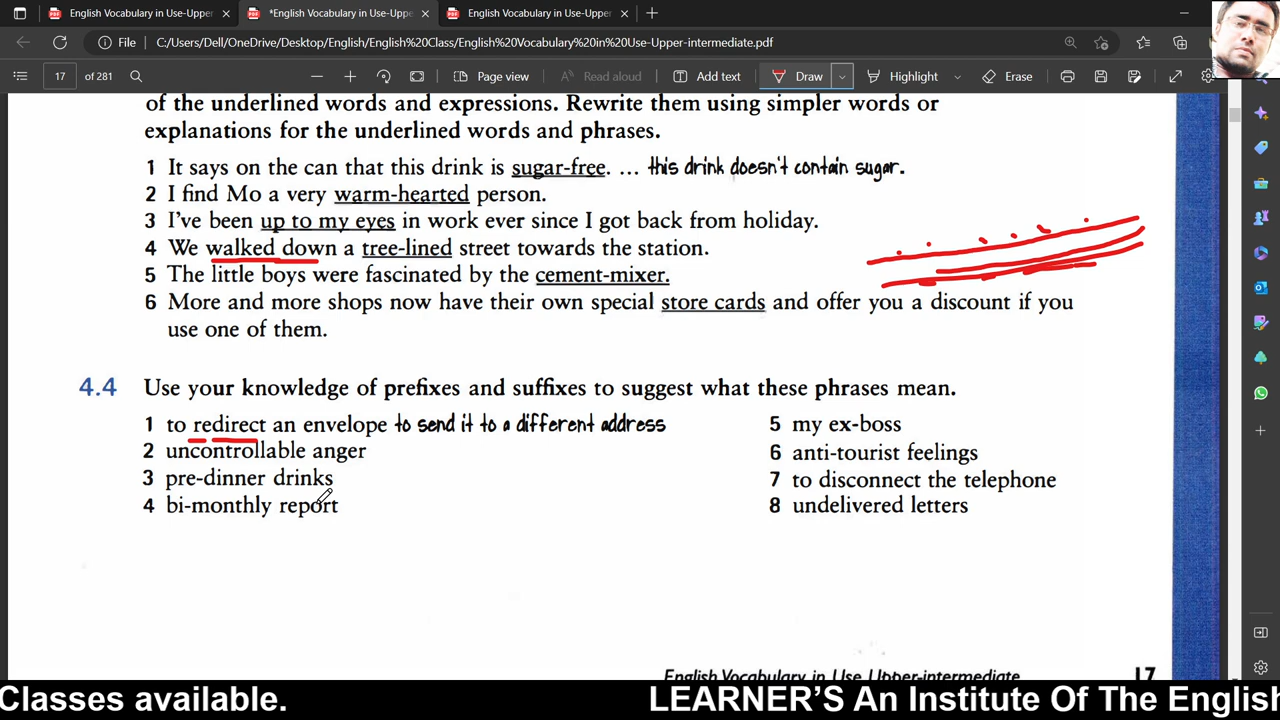 English Vocabulary in Use-Uppe
*English Vocabulary in Use-Uppe
English Vocabulary in Use-Uppe
File
C:/Users/Dell/OneDrive/Desktop/English/English%20Class/English%20Vocabulary%20in%20Use-Upper-intermediate.pdf
17 of 281
Page view
Read aloud
Add text
Draw
Highlight
Erase
of the underlined words and expressions. Rewrite them using simpler words or
explanations for the underlined words and phrases.
1 It says on the can that this drink is sugar-free. ... this drink doesn't contain sugar.
2 I find Mo a very warm-hearted person.
3 I've been up to my eyes in work ever since I got back from holiday.
4 We walked down a tree-lined street towards the station.
5 The little boys were fascinated by the cement-mixer.
6 More and more shops now have their own special store cards and offer you a discount if you
use one of them.
4.4 Use your knowledge of prefixes and suffixes to suggest what these phrases mean.
1 to redirect an envelope to send it to a different address
2 uncontrollable anger
3 pre-dinner drinks
4 bi-monthly report
5 my ex-boss
6 anti-tourist feelings
7 to disconnect the telephone
8 undelivered letters
English Vocabulary in Use Upper-intermediate 17
Classes available. LEARNER'S An Institute Of The English